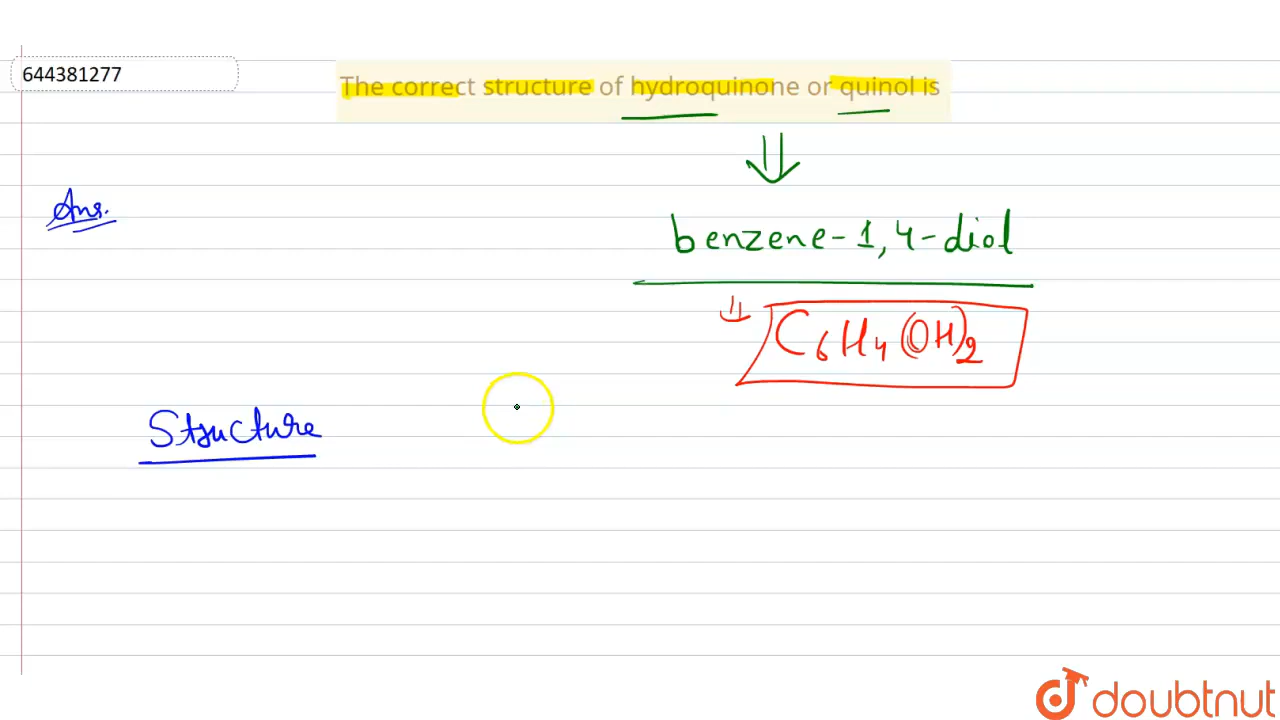 644381277
The correct structure of hydroquinone or quinol is
Ans.
benzene-1,4-diol
C6H4(OH)2
Structure
doubtnut